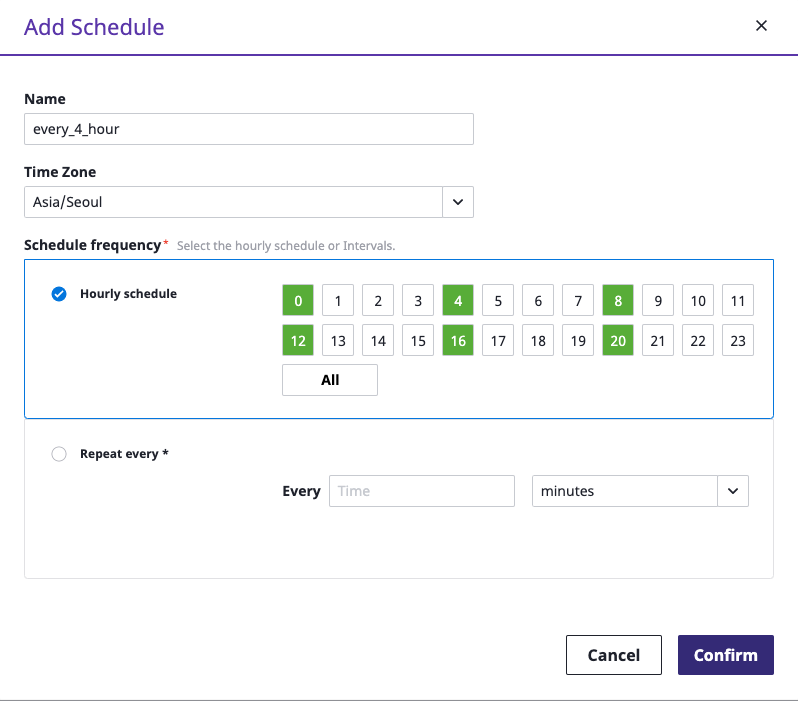 Add Schedule
Name
every_4_hour
Time Zone
Asia/Seoul
Schedule frequency* Select the hourly schedule or Intervals.
Hourly schedule
0 1 2 3 4 5 6 7 8 9 10 11
12 13 14 15 16 17 18 19 20 21 22 23
All
Repeat every *
Every Time minutes
Cancel Confirm